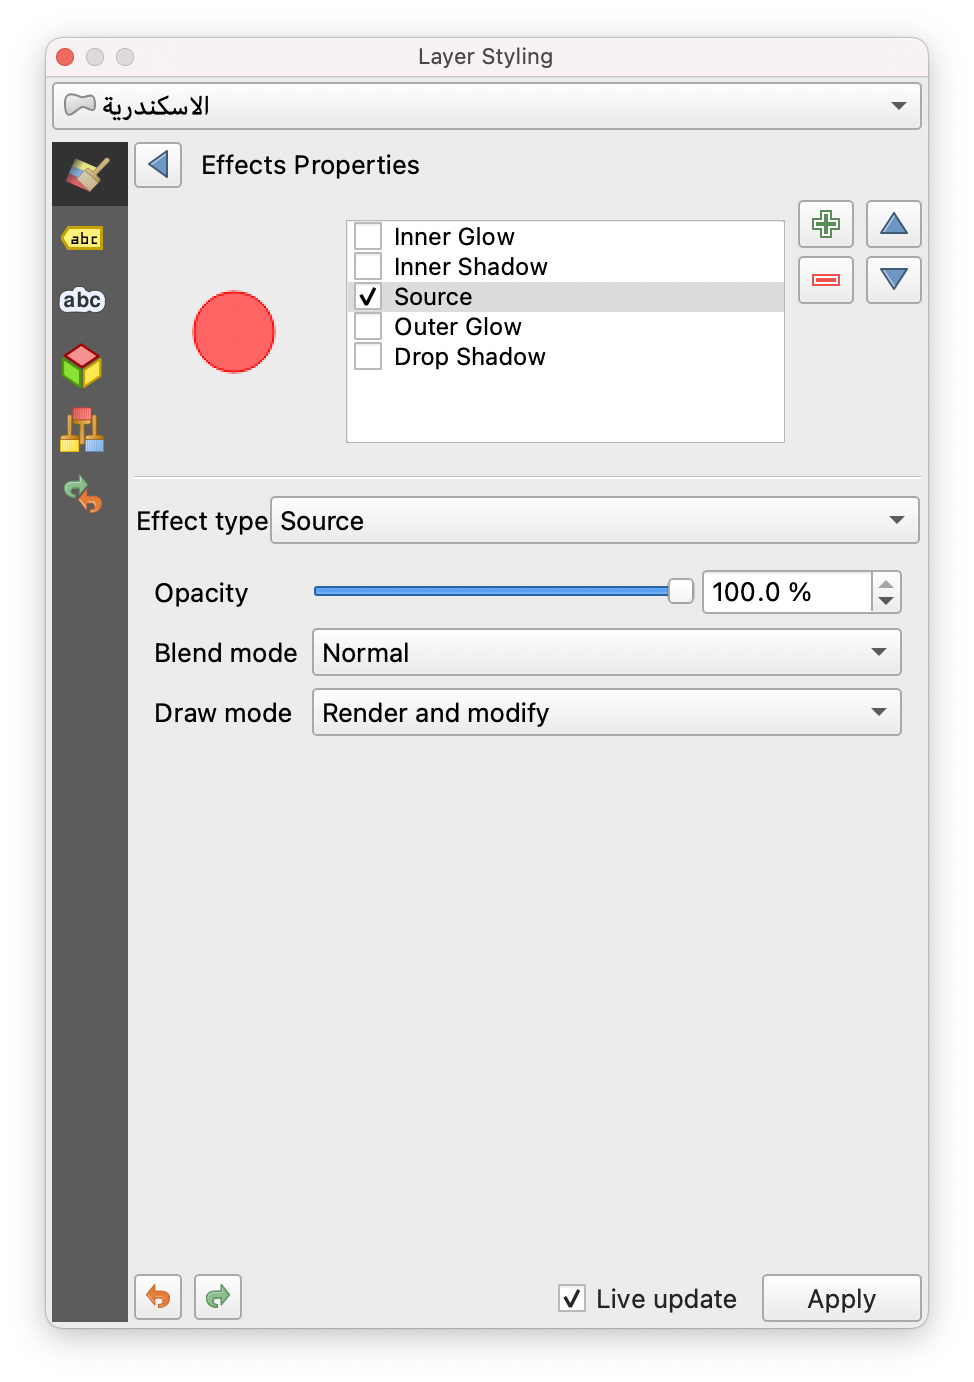 Layer Styling
الاسكندرية
Effects Properties
abc
abc
Inner Glow
Inner Shadow
Source
Outer Glow
Drop Shadow
Effect type Source
Opacity 100.0 %
Blend mode Normal
Draw mode Render and modify
Live update Apply